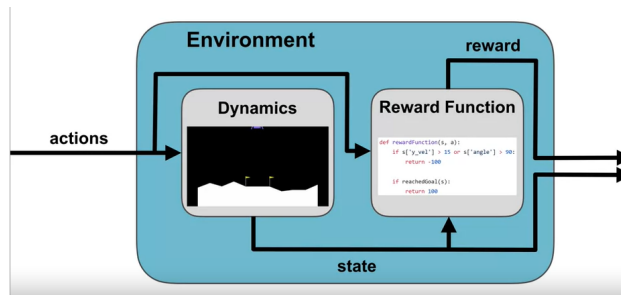 Environment
reward
actions
Dynamics
Reward Function
def rewardFunction(s, a):
if s['y_vel'] > 15 or s['angle'] > 90:
return -100
if reachedGoal(s):
return 100
state